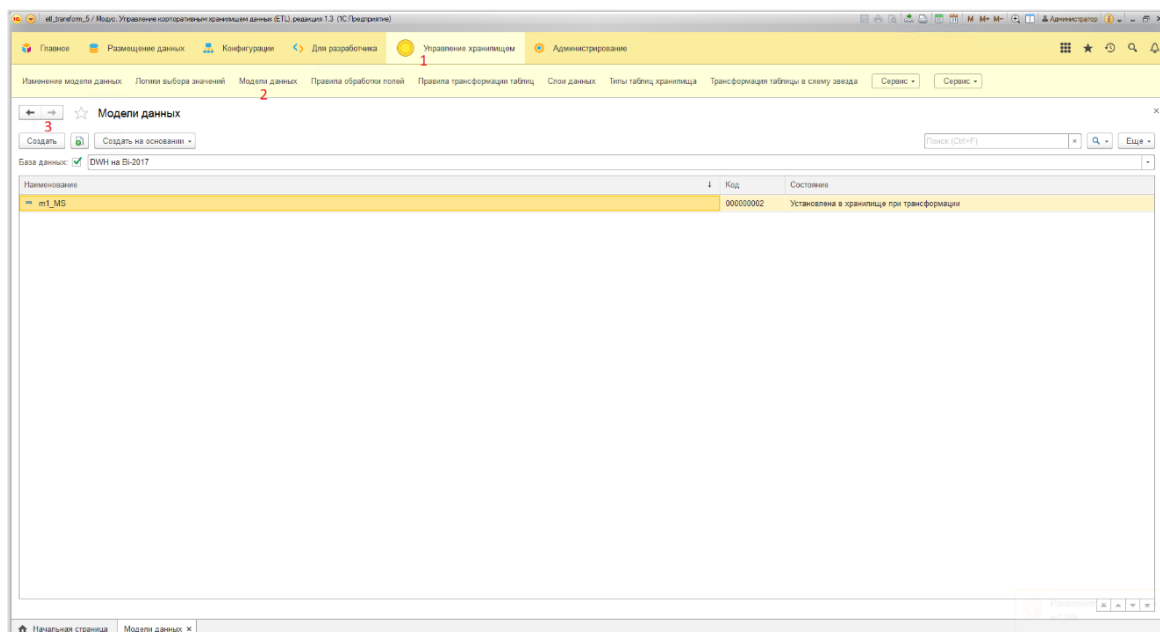 etl_transform_5 / Модус. Управление корпоративным хранилищем данных (ETL), редакция 1.3 (1С:Предприятие)
M M+ M- Администратор
Главное Размещение данных Конфигурации Для разработчика Управление хранилищем Администрирование
1
Изменение модели данных Логики выбора значений Модели данных Правила обработки полей Правила трансформации таблиц Слои данных Типы таблиц хранилища Трансформация таблицы в схему звезда Сервис Сервис
2
Модели данных
3
Создать Создать на основании Поиск (Ctrl+F) Еще
База данных: DWH на Bi-2017
Наименование Код Состояние
m1_MS 000000002 Установлена в хранилище при трансформации
Начальная страница Модели данных